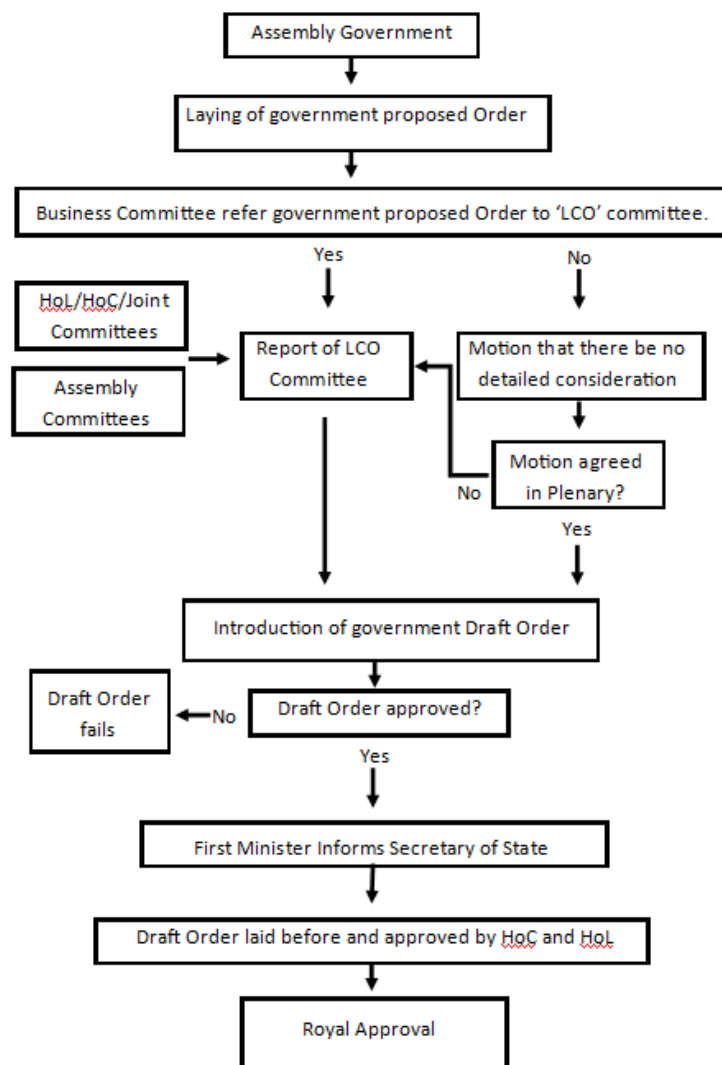 Assembly Government
Laying of government proposed Order
Business Committee refer government proposed Order to ‘LCO’ committee.
Yes
No
HoL/HoC/Joint
Committees
Report of LCO
Committee
Motion that there be no
detailed consideration
Assembly
Committees
Motion agreed
in Plenary?
No
Yes
Introduction of government Draft Order
Draft Order
fails
No
Draft Order approved?
Yes
First Minister Informs Secretary of State
Draft Order laid before and approved by HoC and HoL
Royal Approval